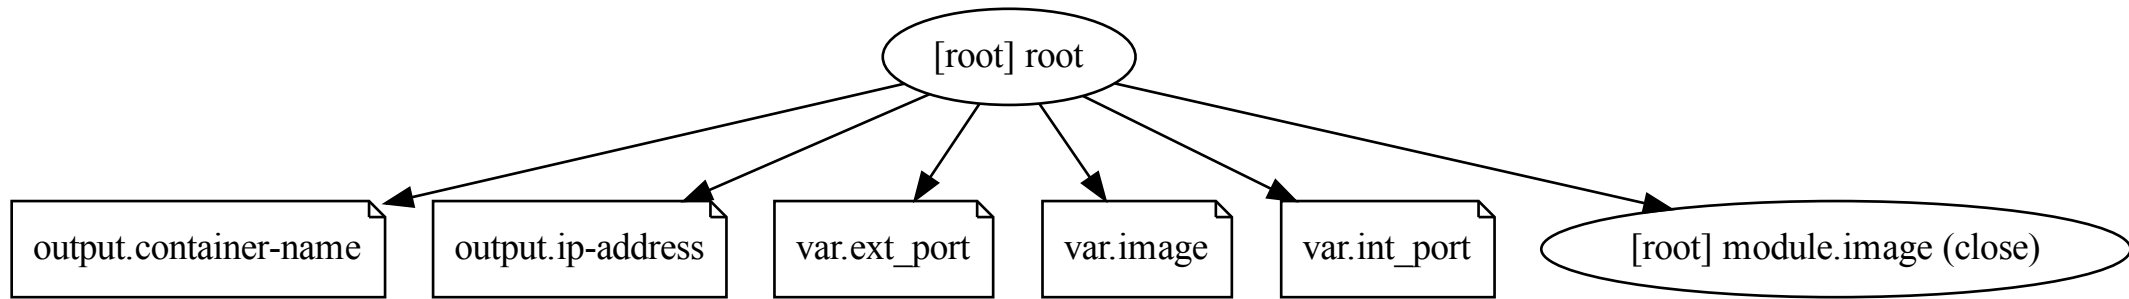 [root] root
output.container-name
output.ip-address
var.ext_port
var.image
var.int_port
[root] module.image (close)